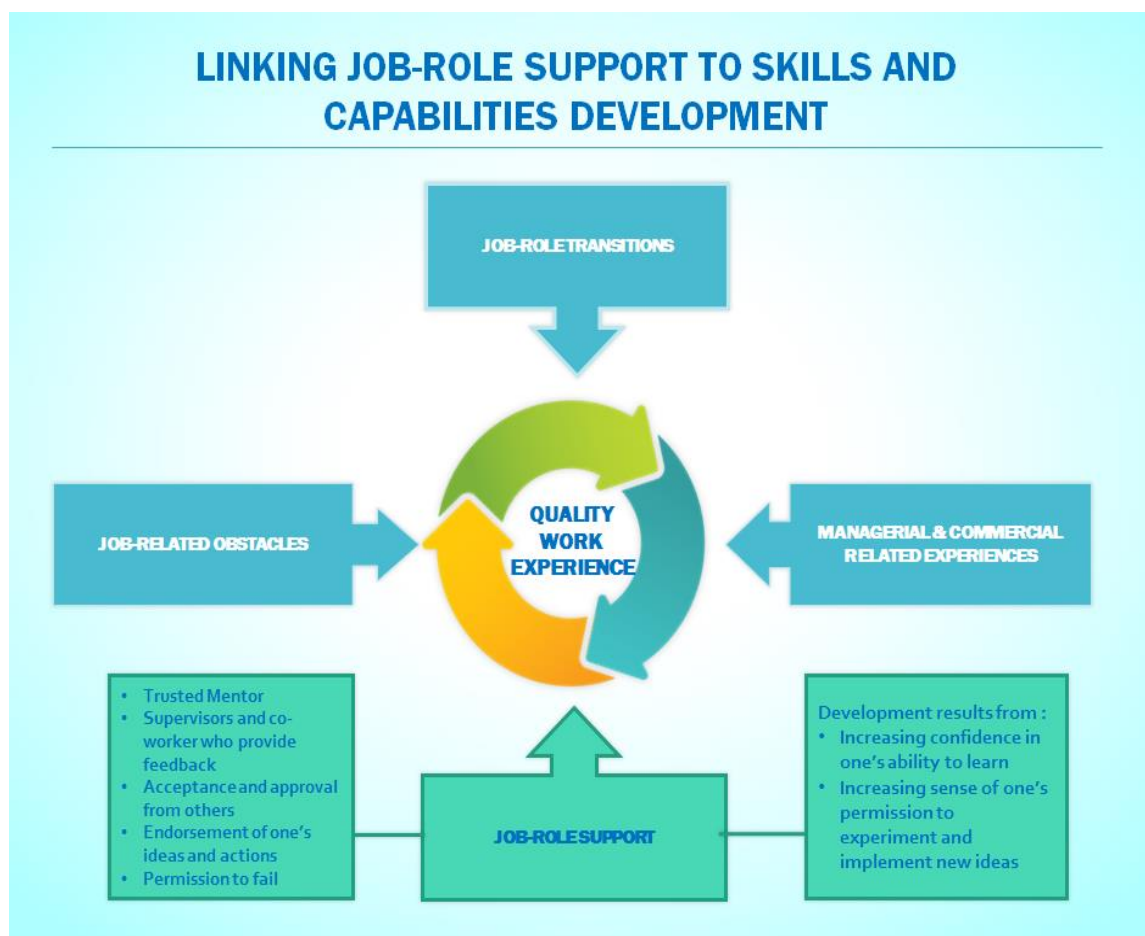 LINKING JOB-ROLE SUPPORT TO SKILLS AND
CAPABILITIES DEVELOPMENT
JOB-ROLE TRANSITIONS
JOB-RELATED OBSTACLES
QUALITY
WORK
EXPERIENCE
MANAGERIAL & COMMERCIAL
RELATED EXPERIENCES
• Trusted Mentor
• Supervisors and co-
worker who provide
feedback
• Acceptance and approval
from others
• Endorsement of one's
ideas and actions
• Permission to fail
JOB-ROLE SUPPORT
Development results from :
• Increasing confidence in
one's ability to learn
• Increasing sense of one's
permission to
experiment and
implement new ideas